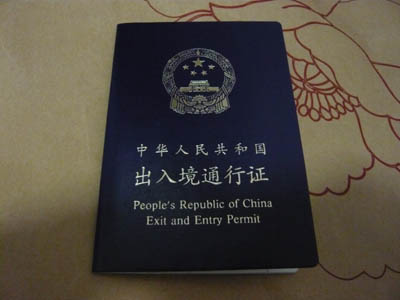 中华人民共和国
出入境通行证
People's Republic of China
Exit and Entry Permit